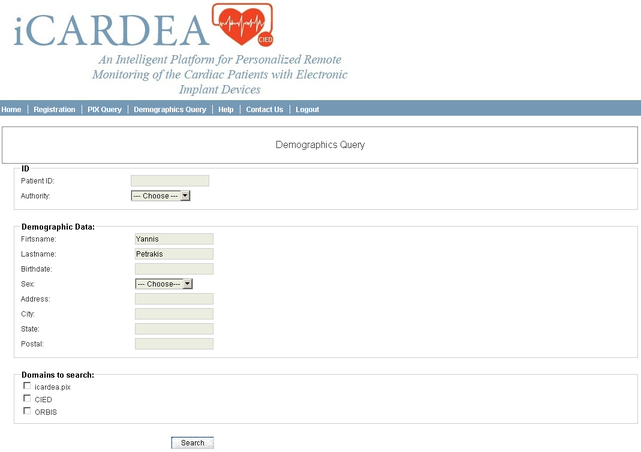 iCARDEA
CIED
An Intelligent Platform for Personalized Remote
Monitoring of the Cardiac Patients with Electronic
Implant Devices
Home | Registration | PIX Query | Demographics Query | Help | Contact Us | Logout
Demographics Query
ID
Patient ID:
Authority: --- Choose ---
Demographic Data:
Firtsname: Yannis
Lastname: Petrakis
Birthdate:
Sex: --- Choose---
Address:
City:
State:
Postal:
Domains to search:
icardea.pix
CIED
ORBIS
Search